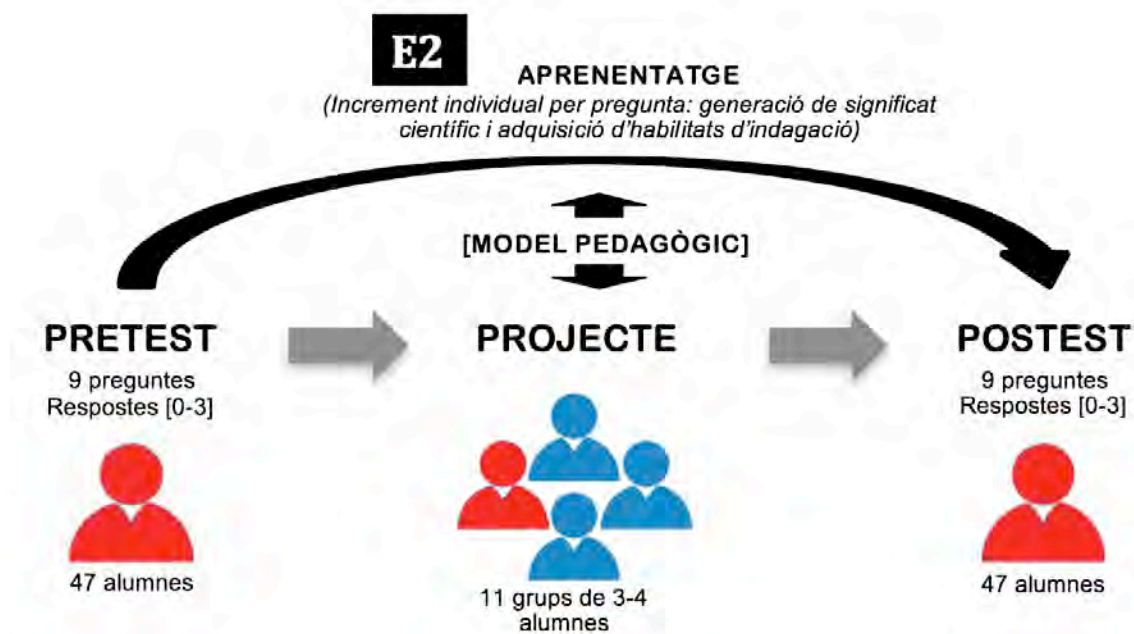 E2
APRENENTATGE
(Increment individual per pregunta: generació de significat
científic i adquisició d'habilitats d'indagació)
[MODEL PEDAGÒGIC]
PRETEST
9 preguntes
Respostes [0-3]
47 alumnes
PROJECTE
11 grups de 3-4
alumnes
POSTEST
9 preguntes
Respostes [0-3]
47 alumnes